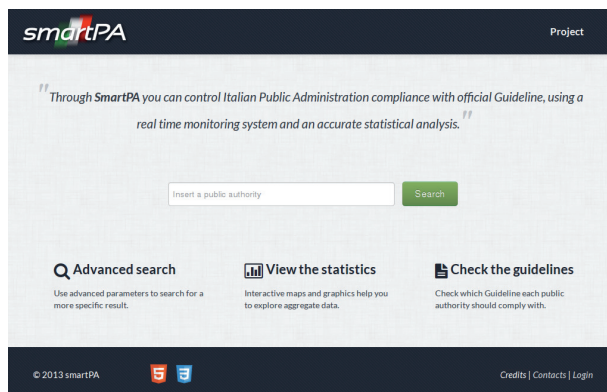 smartPA
Project
"Through SmartPA you can control Italian Public Administration compliance with official Guideline, using a
real time monitoring system and an accurate statistical analysis."
Insert a public authority
Search
Advanced search
Use advanced parameters to search for a
more specific result.
View the statistics
Interactive maps and graphics help you
to explore aggregate data.
Check the guidelines
Check which Guideline each public
authority should comply with.
© 2013 smartPA
5
3
Credits | Contacts | Login